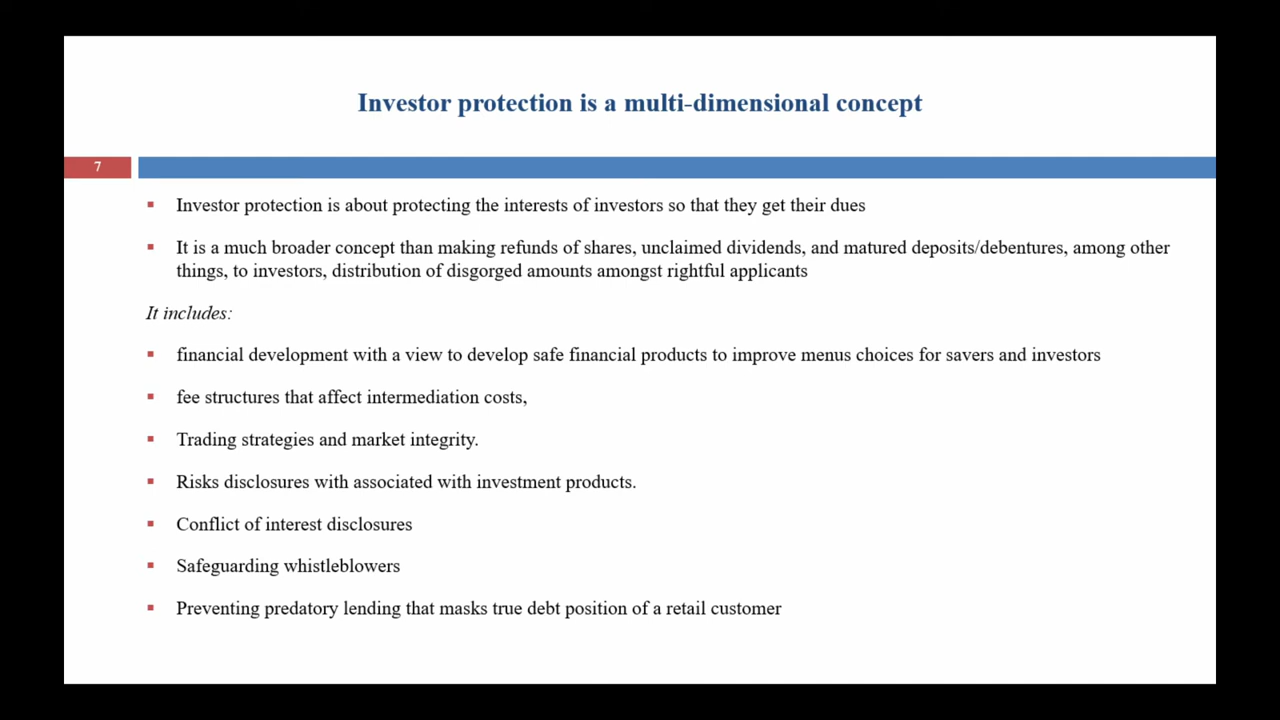 Investor protection is a multi-dimensional concept
7
▪ Investor protection is about protecting the interests of investors so that they get their dues
▪ It is a much broader concept than making refunds of shares, unclaimed dividends, and matured deposits/debentures, among other
things, to investors, distribution of disgorged amounts amongst rightful applicants
It includes:
▪ financial development with a view to develop safe financial products to improve menus choices for savers and investors
▪ fee structures that affect intermediation costs,
▪ Trading strategies and market integrity.
▪ Risks disclosures with associated with investment products.
▪ Conflict of interest disclosures
▪ Safeguarding whistleblowers
▪ Preventing predatory lending that masks true debt position of a retail customer